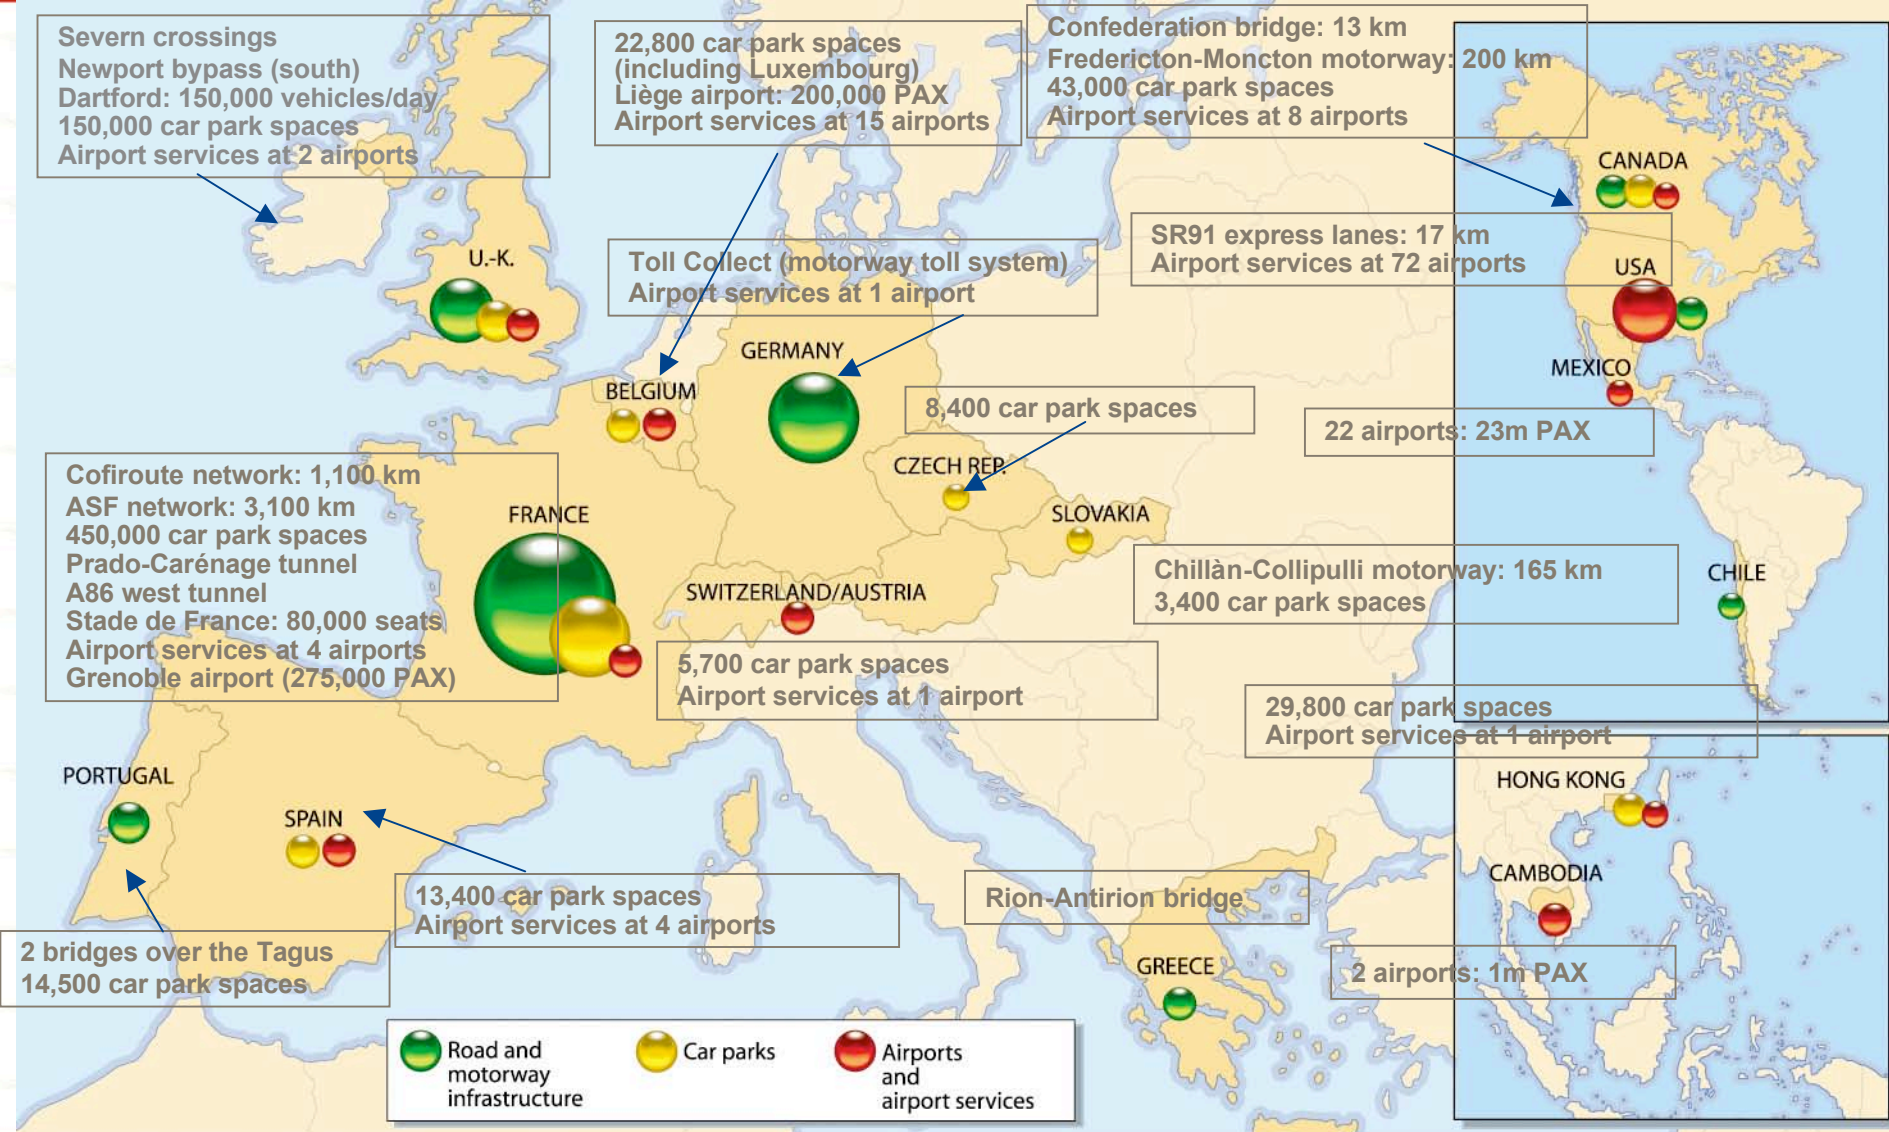 Severn crossings
Newport bypass (south)
Dartford: 150,000 vehicles/day
150,000 car park spaces
Airport services at 2 airports
22,800 car park spaces
(including Luxembourg)
Liège airport: 200,000 PAX
Airport services at 15 airports
Confederation bridge: 13 km
Fredericton-Moncton motorway: 200 km
43,000 car park spaces
Airport services at 8 airports
CANADA
SR91 express lanes: 17 km
Airport services at 72 airports
USA
U.-K.
Toll Collect (motorway toll system)
Airport services at 1 airport
GERMANY
MEXICO
BELGIUM
8,400 car park spaces
22 airports: 23m PAX
CZECH REP.
Cofiroute network: 1,100 km
ASF network: 3,100 km
450,000 car park spaces
Prado-Carénage tunnel
A86 west tunnel
Stade de France: 80,000 seats
Airport services at 4 airports
Grenoble airport (275,000 PAX)
FRANCE
SLOVAKIA
Chillàn-Collipulli motorway: 165 km
3,400 car park spaces
CHILE
SWITZERLAND/AUSTRIA
5,700 car park spaces
Airport services at 1 airport
29,800 car park spaces
Airport services at 1 airport
PORTUGAL
HONG KONG
SPAIN
13,400 car park spaces
Airport services at 4 airports
Rion-Antirion bridge
CAMBODIA
2 bridges over the Tagus
14,500 car park spaces
GREECE
2 airports: 1m PAX
Road and
motorway
infrastructure
Car parks
Airports
and
airport services